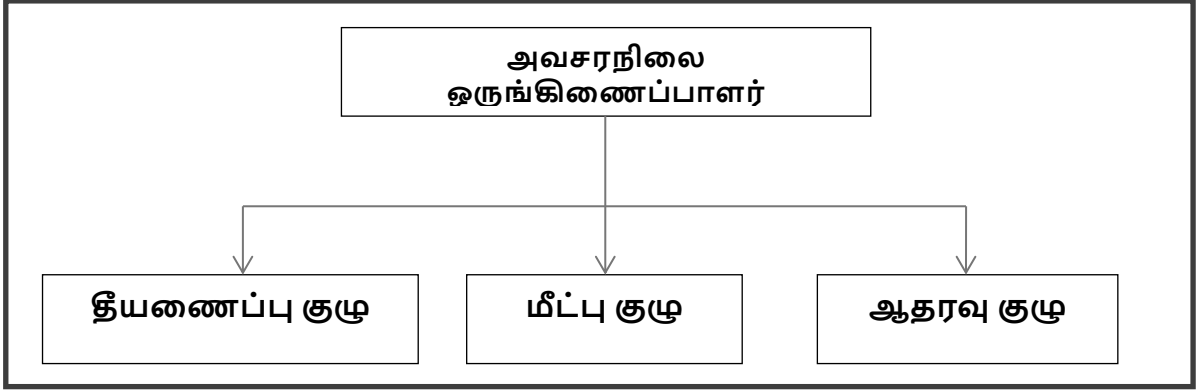 அவசரநிலை
ஒருங்கிணைப்பாளர்
தீயணைப்பு குழு
மீட்பு குழு
ஆதரவு குழு